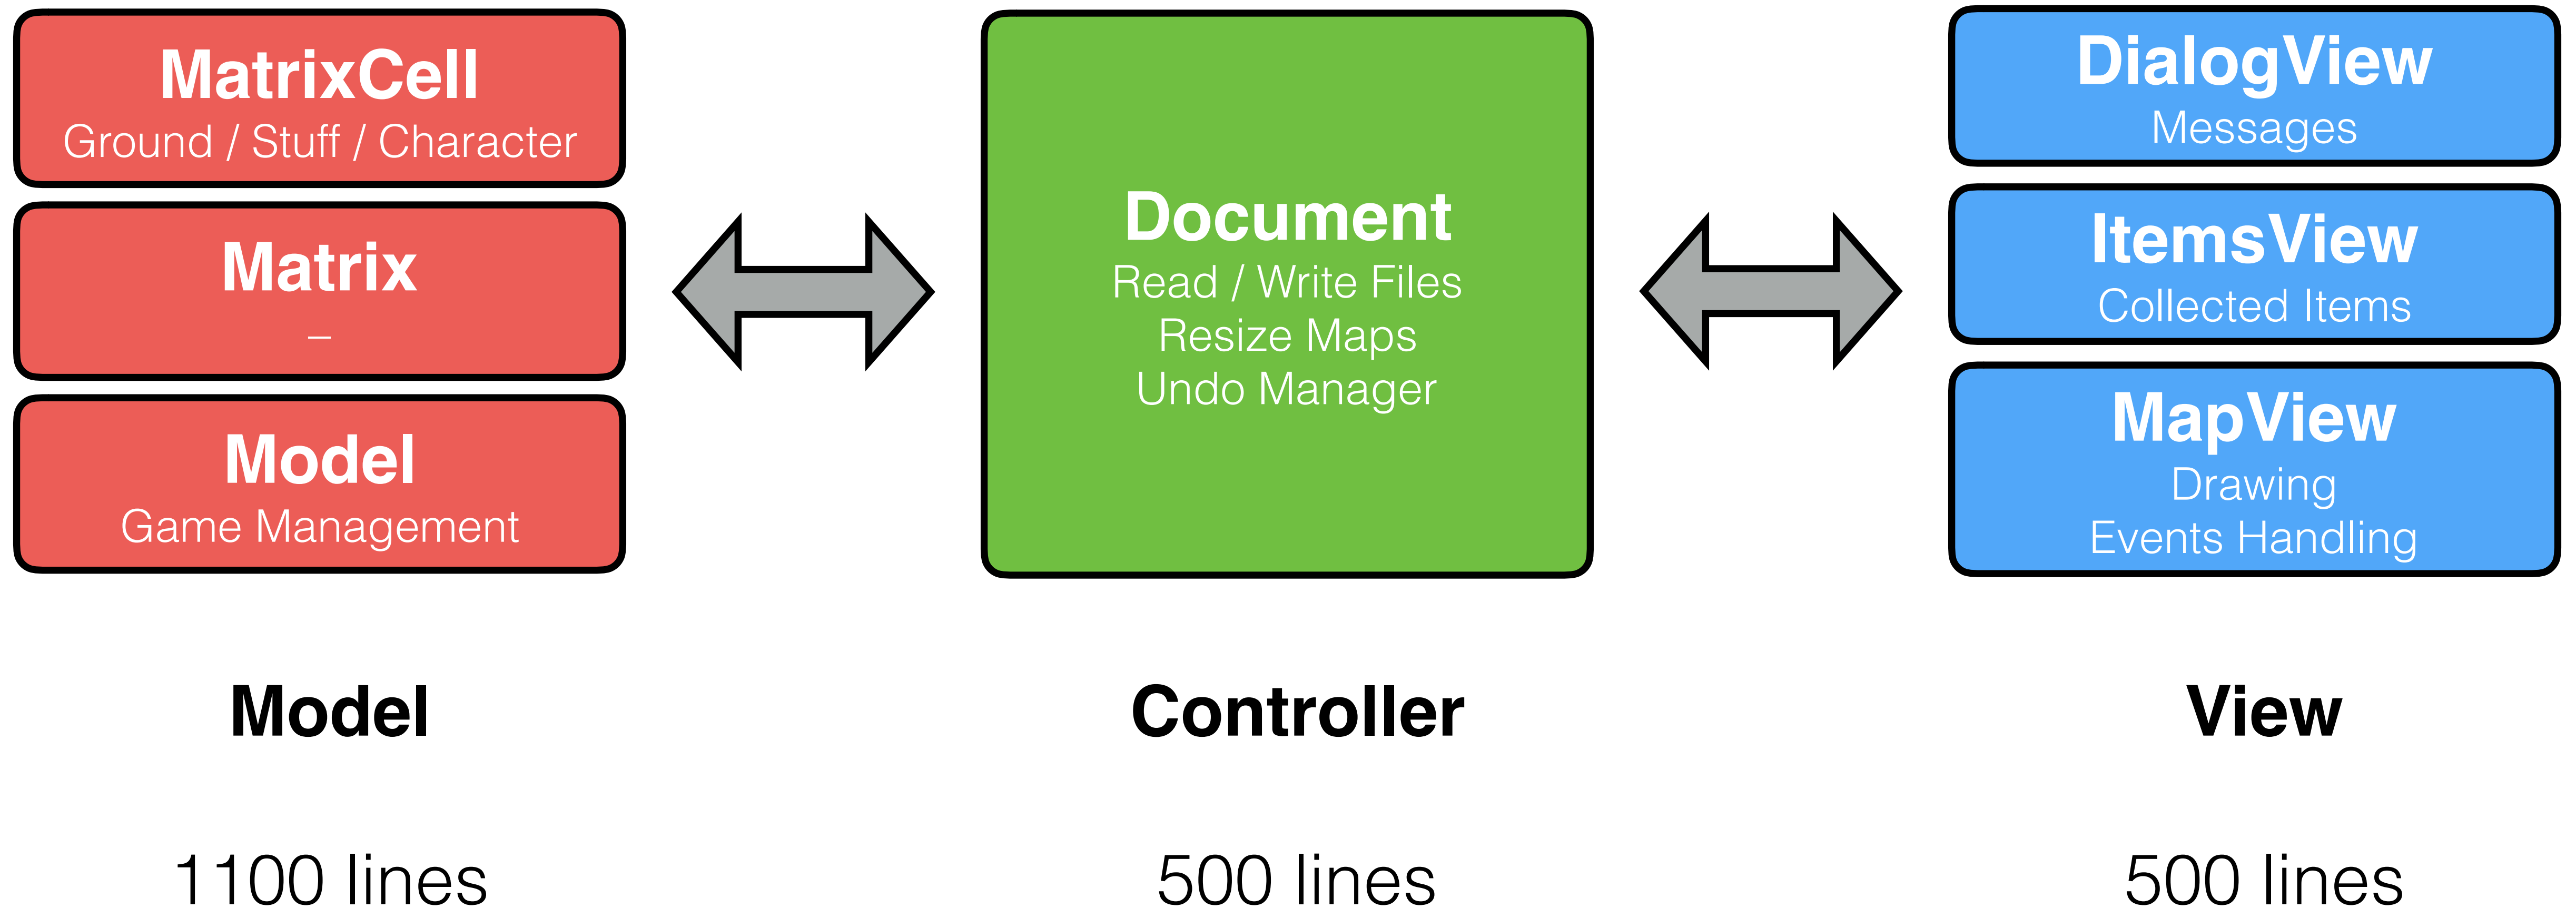 MatrixCell
Ground / Stuff / Character
Matrix
–
Model
Game Management
Document
Read / Write Files
Resize Maps
Undo Manager
DialogView
Messages
ItemsView
Collected Items
MapView
Drawing
Events Handling
Model
Controller
View
1100 lines
500 lines
500 lines